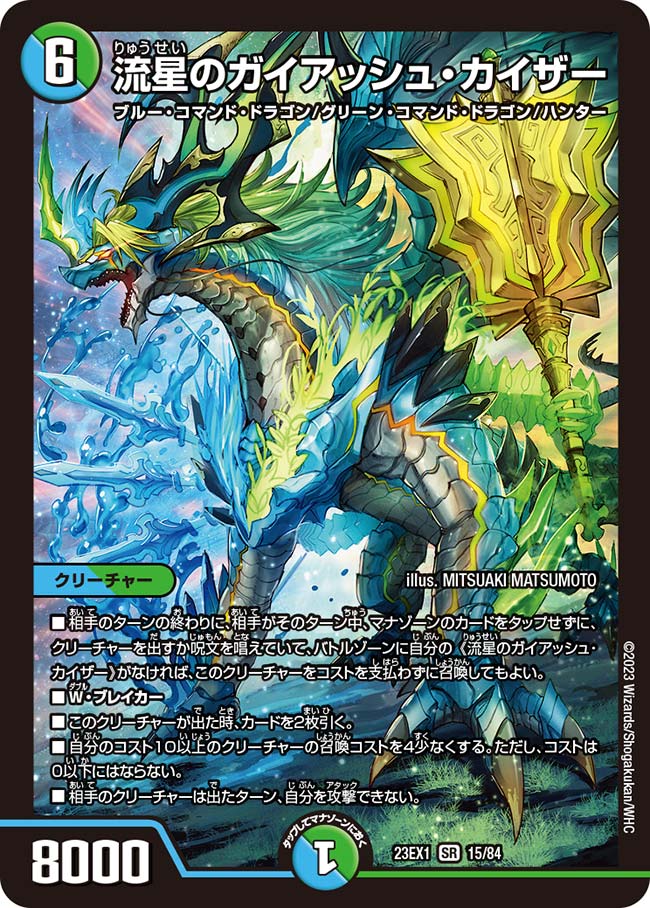 6
りゅうせい
流星のガイアッシュ・カイザー
ブルー・コマンド・ドラゴン/グリーン・コマンド・ドラゴン/ハンター
クリーチャー
illus. MITSUAKI MATSUMOTO
■相手のターンの終わりに、相手がそのターン中、マナゾーンのカードをタップせずに、
クリーチャーを出すか呪文を唱えていて、バトルゾーンに自分の《流星のガイアッシュ・
カイザー》がなければ、このクリーチャーをコストを支払わずに召喚してもよい。
■W・ブレイカー
■このクリーチャーが出た時、カードを2枚引く。
■自分のコスト10以上のクリーチャーの召喚コストを4少なくする。ただし、コストは
0以下にはならない。
■相手のクリーチャーは出たターン、自分を攻撃できない。
©2023 Wizards/Shogakukan/WHC
8000
タップしてマナゾーンにおく
1
23EX1 SR 15/84